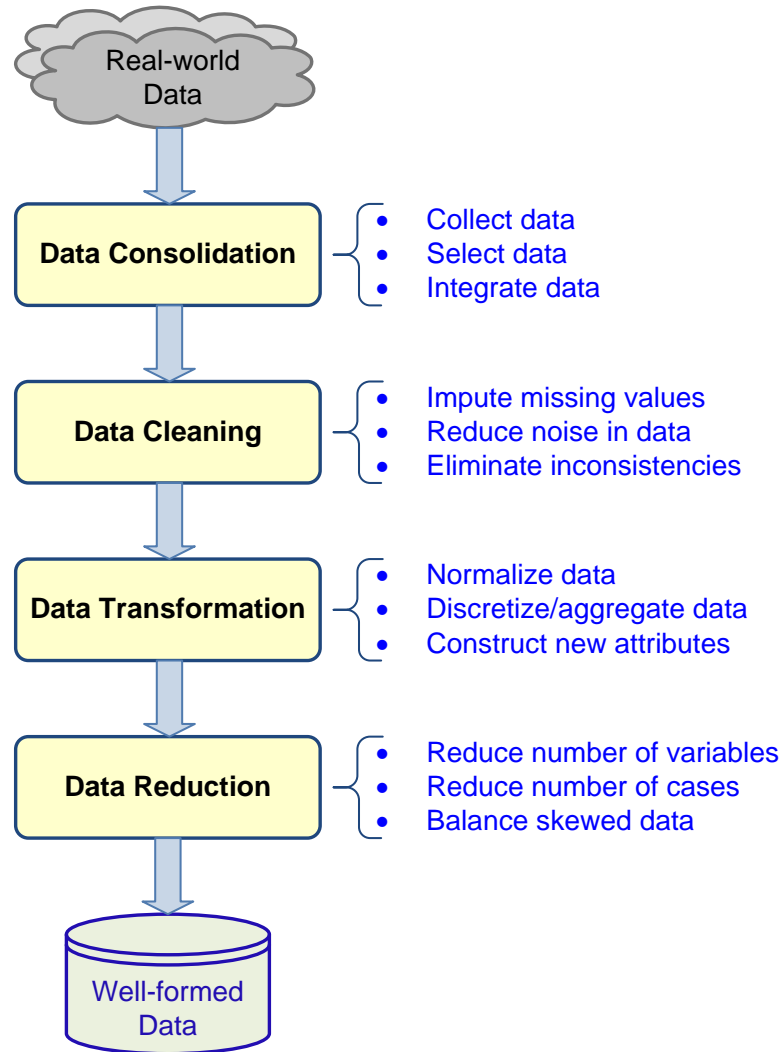 Real-world
Data
Data Consolidation
• Collect data
• Select data
• Integrate data
Data Cleaning
• Impute missing values
• Reduce noise in data
• Eliminate inconsistencies
Data Transformation
• Normalize data
• Discretize/aggregate data
• Construct new attributes
Data Reduction
• Reduce number of variables
• Reduce number of cases
• Balance skewed data
Well-formed
Data